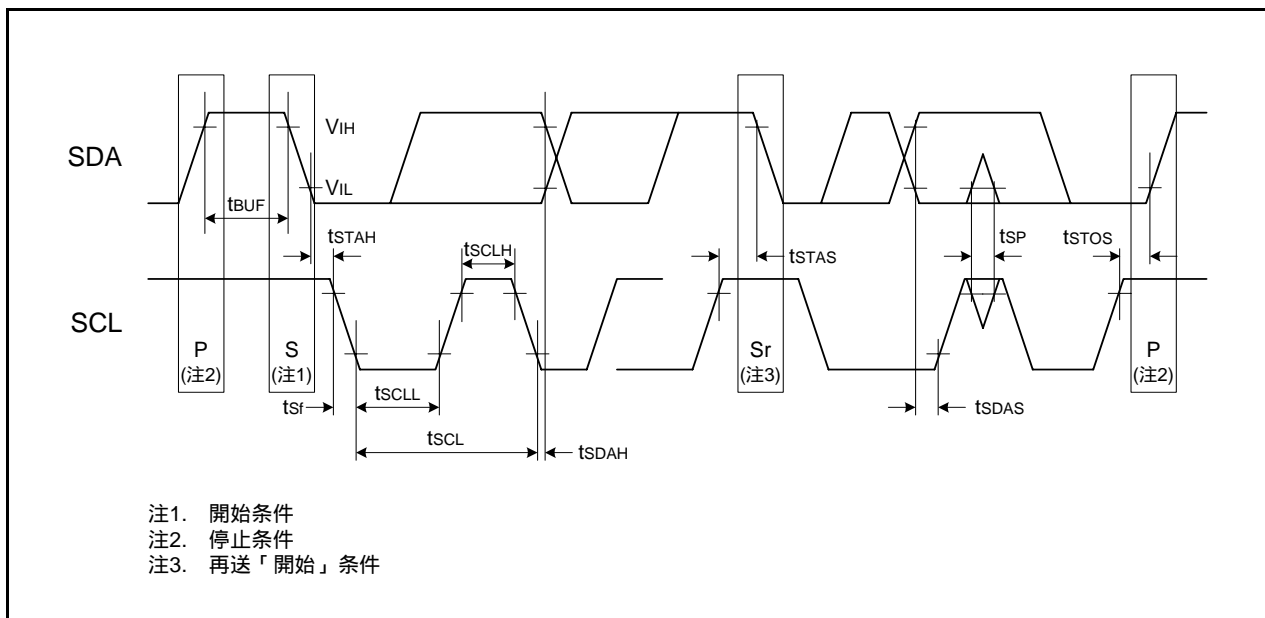 SDA
VIH
VIL
tBUF
tSTAH
tSCLH
tSTAS
tSP
tSTOS
SCL
P
(注2)
S
(注1)
Sr
(注3)
P
(注2)
tSf
tSCLL
tSDAS
tSCL
tSDAH
注1. 開始条件
注2. 停止条件
注3. 再送「開始」条件